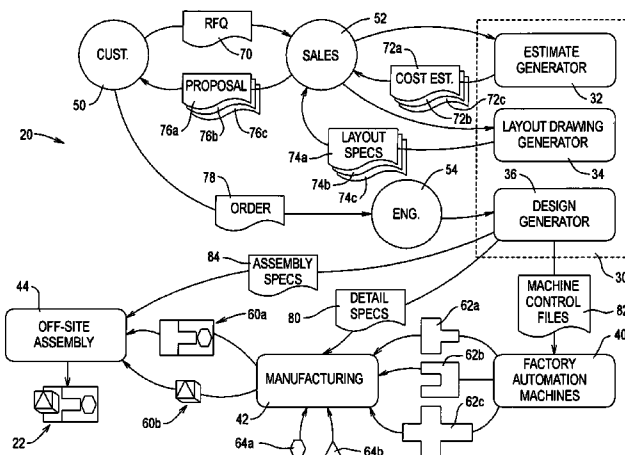 CUST.
50
RFQ
70
SALES
52
PROPOSAL
76a
76b
76c
72a
COST EST.
72b
72c
ESTIMATE
GENERATOR
32
20
LAYOUT
SPECS
74a
74b
74c
LAYOUT DRAWING
GENERATOR
34
78
ORDER
54
ENG.
36
DESIGN
GENERATOR
30
84
ASSEMBLY
SPECS
80
DETAIL
SPECS
MACHINE
CONTROL
FILES
82
44
OFF-SITE
ASSEMBLY
60a
60b
22
MANUFACTURING
42
62a
62b
62c
40
FACTORY
AUTOMATION
MACHINES
64a
64b